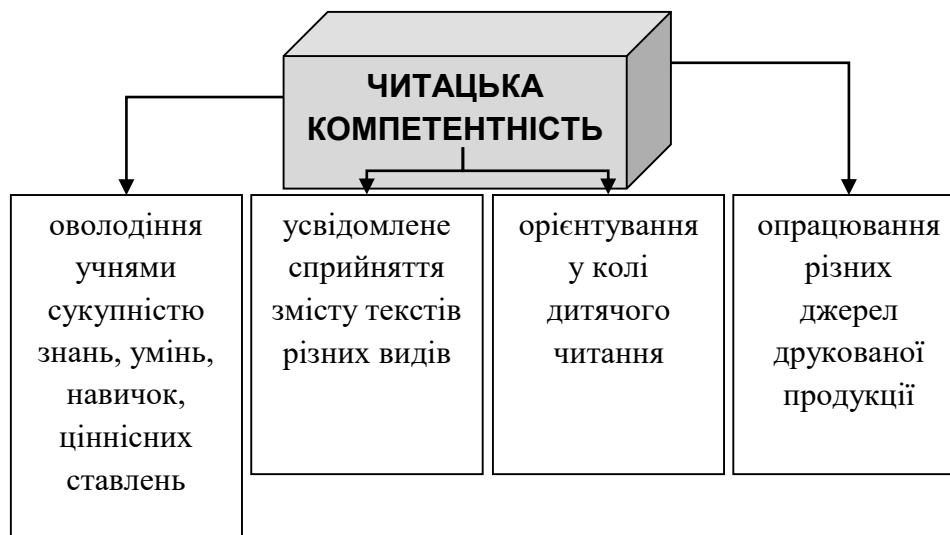 ЧИТАЦЬКА
КОМПЕТЕНТНІСТЬ
оволодіння
учнями
сукупністю
знань, умінь,
навичок,
ціннісних
ставлень
усвідомлене
сприйняття
змісту текстів
різних видів
орієнтування
у колі
дитячого
читання
опрацювання
різних
джерел
друкованої
продукції